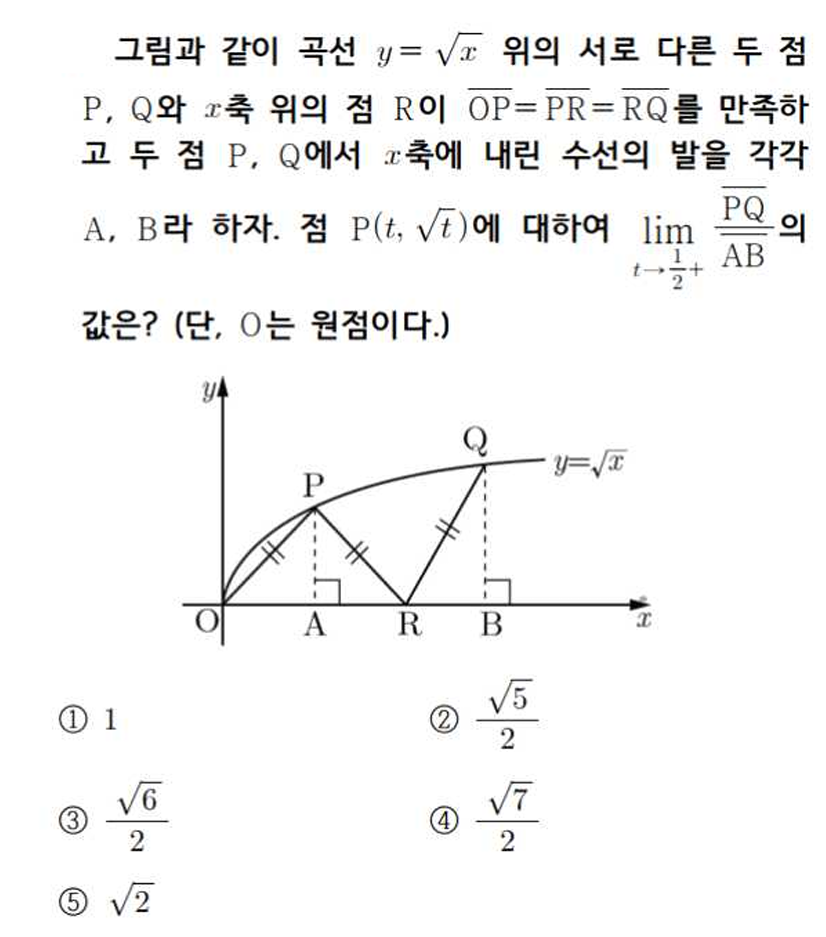 그림과 같이 곡선 $y=\sqrt{x}$ 위의 서로 다른 두 점
P, Q와 $x$축 위의 점 R이 $\overline{OP}=\overline{PR}=\overline{RQ}$를 만족하
고 두 점 P, Q에서 $x$축에 내린 수선의 발을 각각
A, B라 하자. 점 P$(t, \sqrt{t})$에 대하여 $\lim_{t \to \frac{1}{2}+} \frac{\overline{PQ}}{\overline{AB}}$의
값은? (단, O는 원점이다.)
y
Q
$y=\sqrt{x}$
P
O A R B x
① 1 ② $\frac{\sqrt{5}}{2}$
③ $\frac{\sqrt{6}}{2}$ ④ $\frac{\sqrt{7}}{2}$
⑤ $\sqrt{2}$